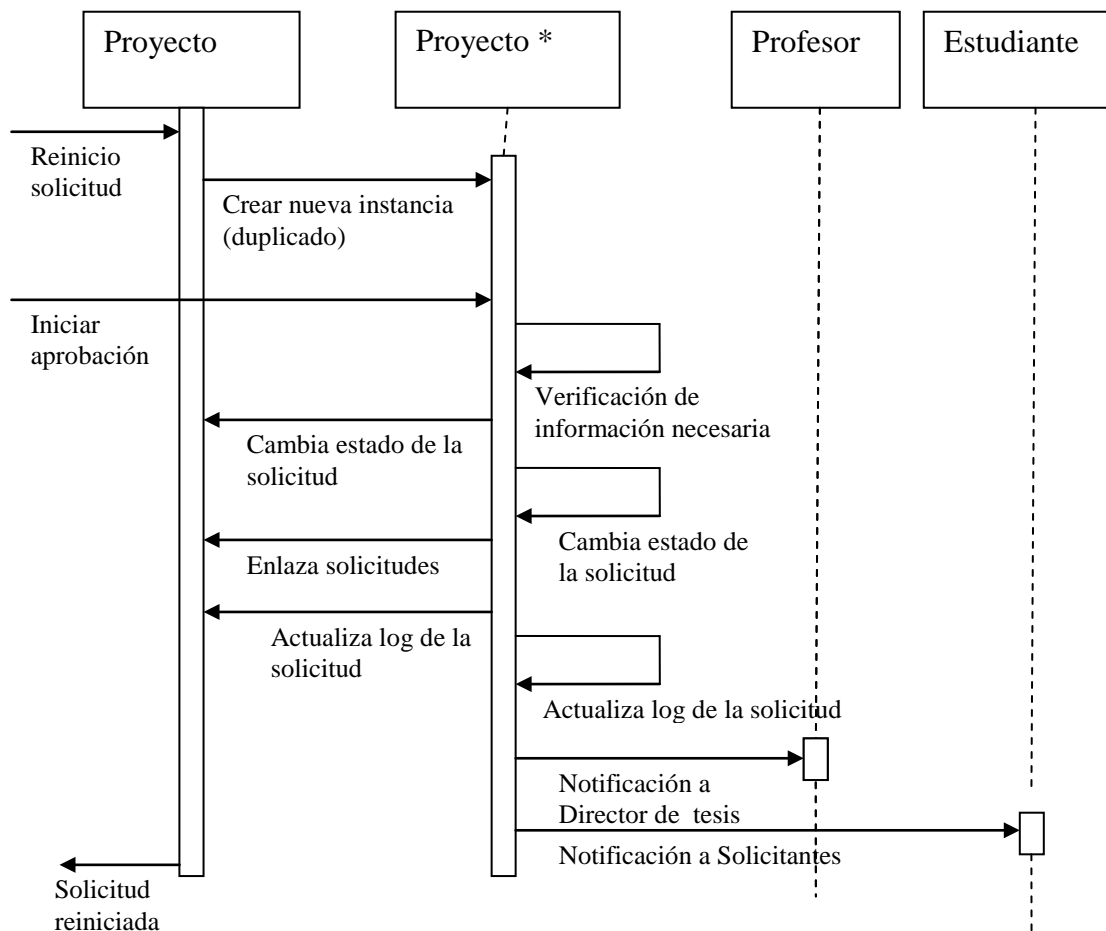 Proyecto
Proyecto *
Profesor
Estudiante
Reinicio
solicitud
Crear nueva instancia
(duplicado)
Iniciar
aprobación
Verificación de
información necesaria
Cambia estado de la
solicitud
Cambia estado de
la solicitud
Enlaza solicitudes
Actualiza log de la
solicitud
Actualiza log de la solicitud
Notificación a
Director de tesis
Notificación a Solicitantes
Solicitud
reiniciada